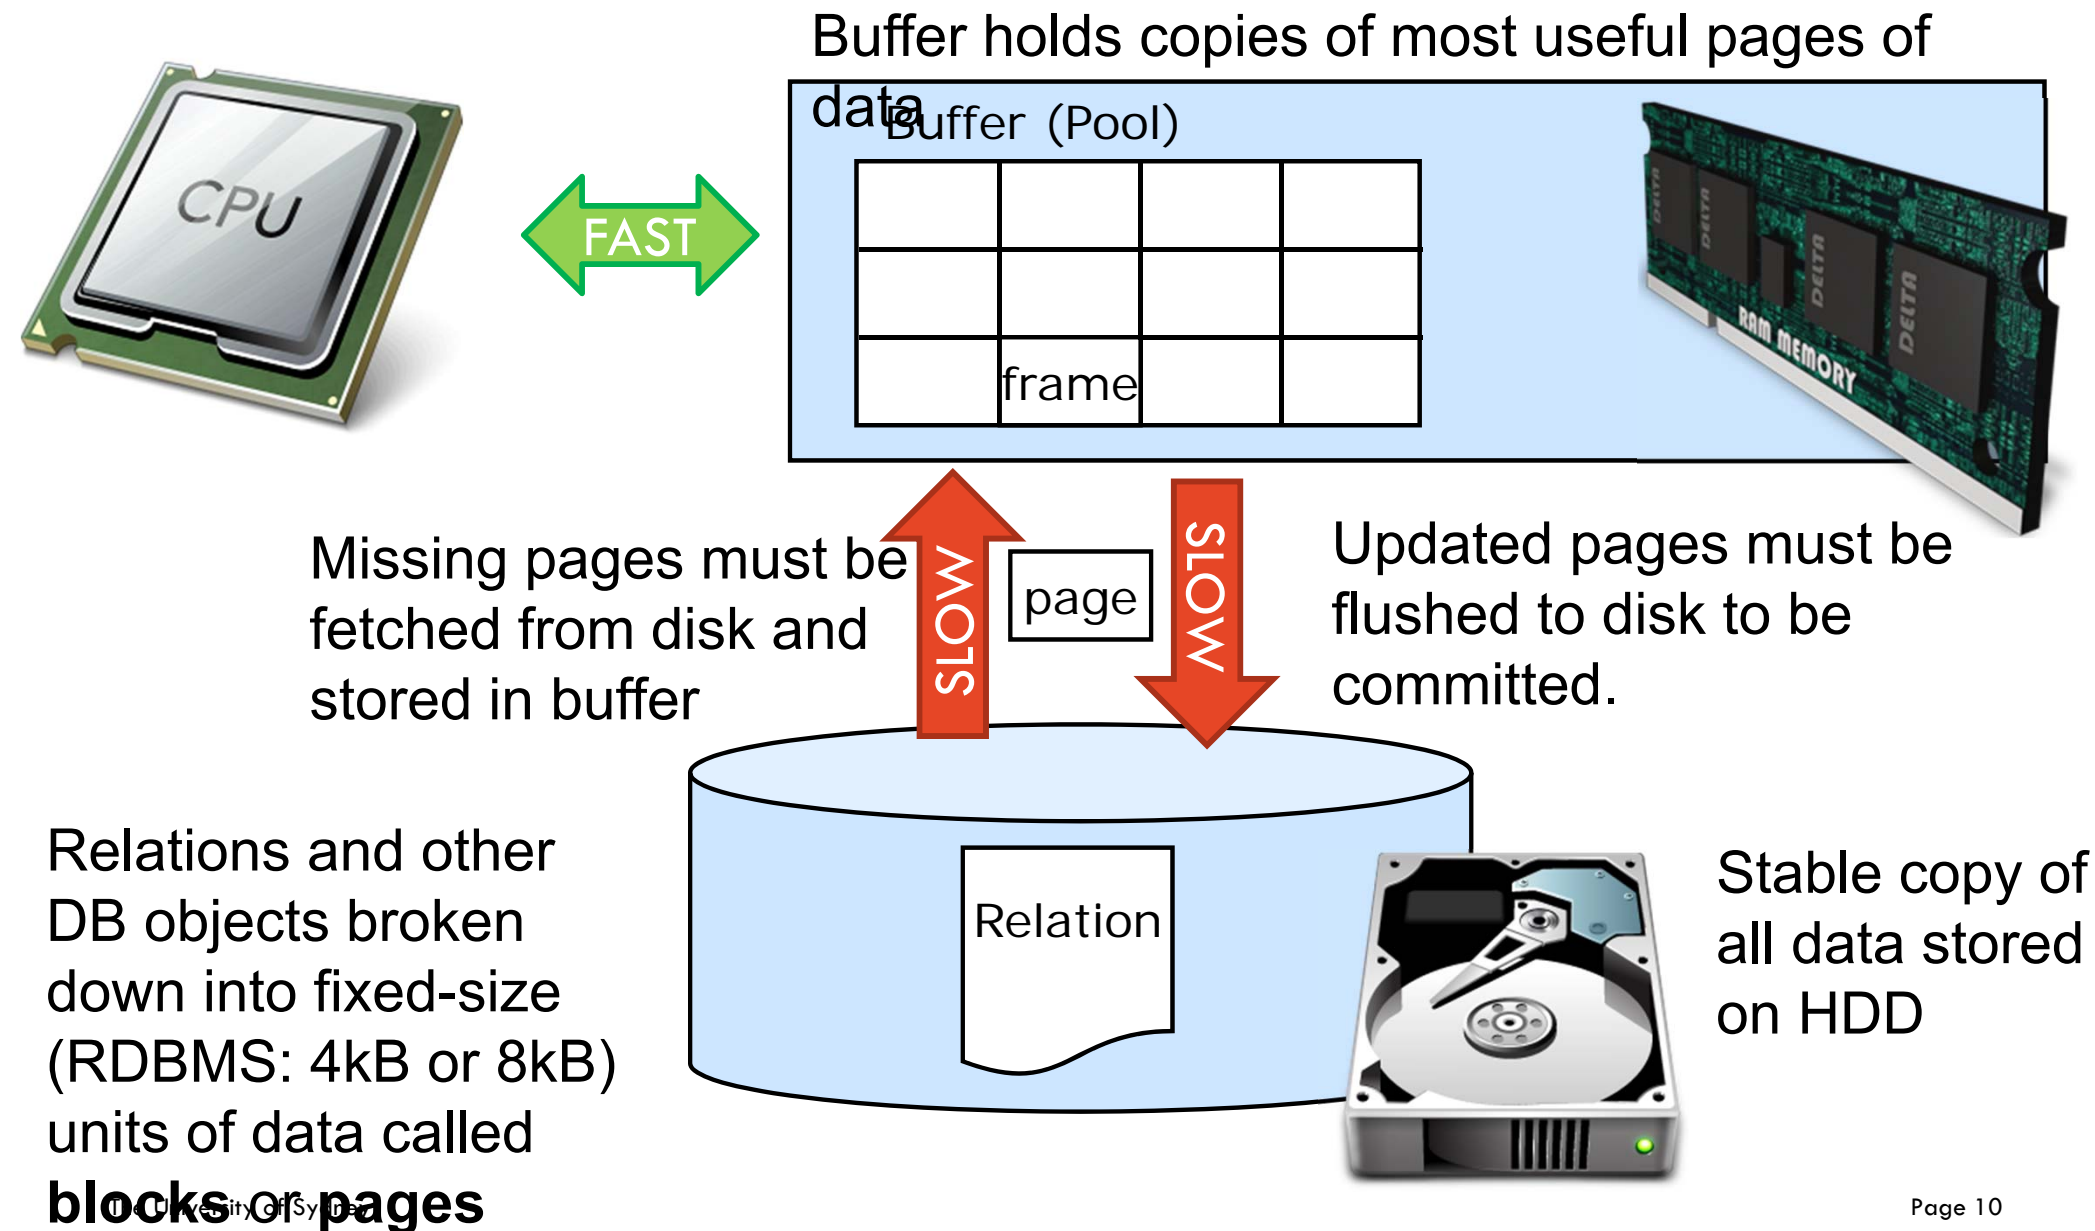 Buffer holds copies of most useful pages of
data
Buffer (Pool)
CPU
FAST
DELTA
DELTA
DELTA
DELTA
RAM MEMORY
frame
Missing pages must be
fetched from disk and
stored in buffer
SLOW
page
SLOW
Updated pages must be
flushed to disk to be
committed.
Relations and other
DB objects broken
down into fixed-size
(RDBMS: 4kB or 8kB)
units of data called
blocks or pages
Relation
Stable copy of
all data stored
on HDD
The University of Sydney
Page 10